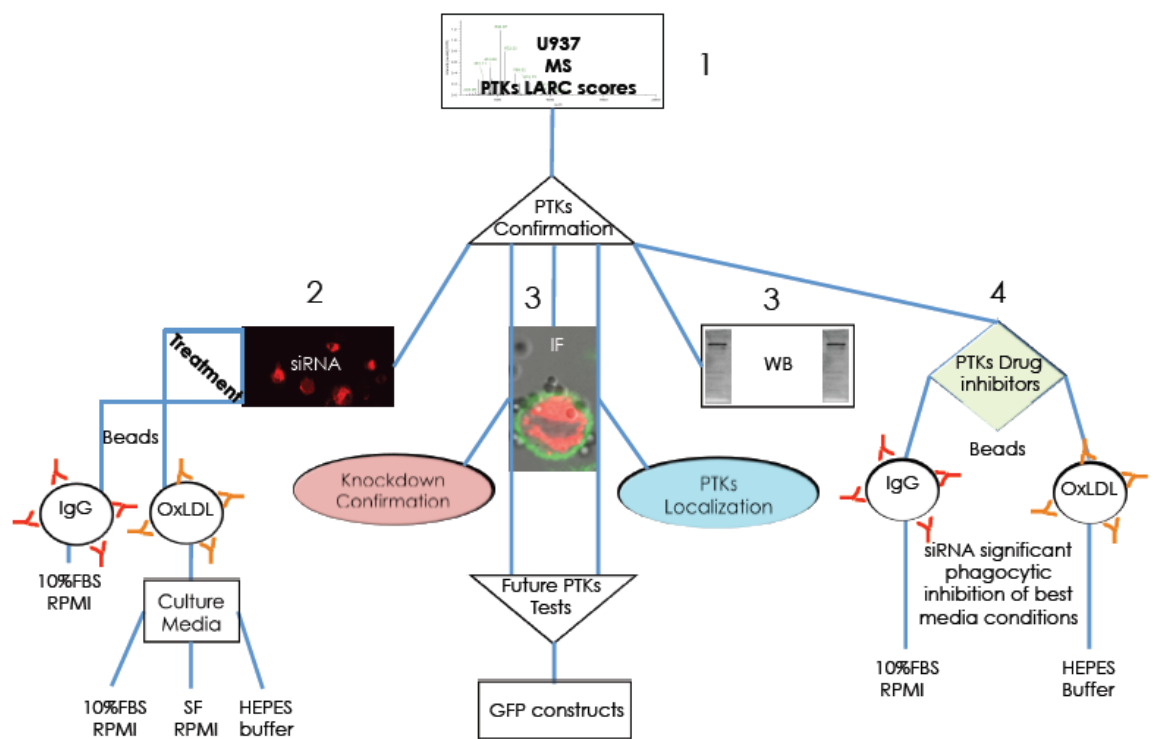 U937
MS
PTKs LARC scores
1
PTKs
Confirmation
2
3
3
4
Treatment
siRNA
IF
WB
PTKs Drug
inhibitors
Beads
Beads
Knockdown
Confirmation
PTKs
Localization
IgG
OxLDL
IgG
OxLDL
10%FBS
RPMI
Culture
Media
Future PTKs
Tests
siRNA significant
phagocytic
inhibition of best
media conditions
10%FBS
RPMI
SF
RPMI
HEPES
buffer
GFP constructs
10%FBS
RPMI
HEPES
Buffer